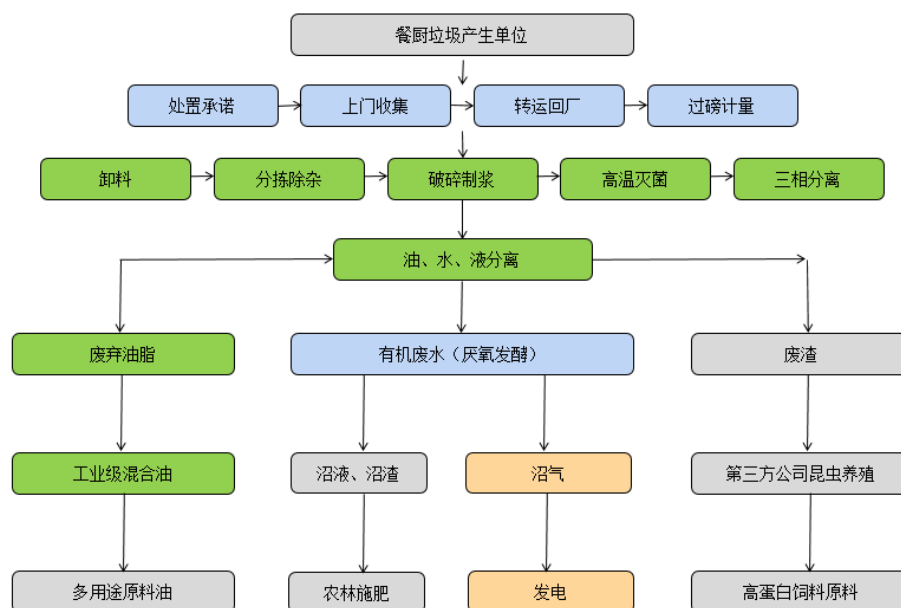 餐厨垃圾产生单位
处置承诺
上门收集
转运回厂
过磅计量
卸料
分拣除杂
破碎制浆
高温灭菌
三相分离
油、水、液分离
废弃油脂
有机废水（厌氧发酵）
废渣
工业级混合油
沼液、沼渣
沼气
第三方公司昆虫养殖
多用途原料油
农林施肥
发电
高蛋白饲料原料